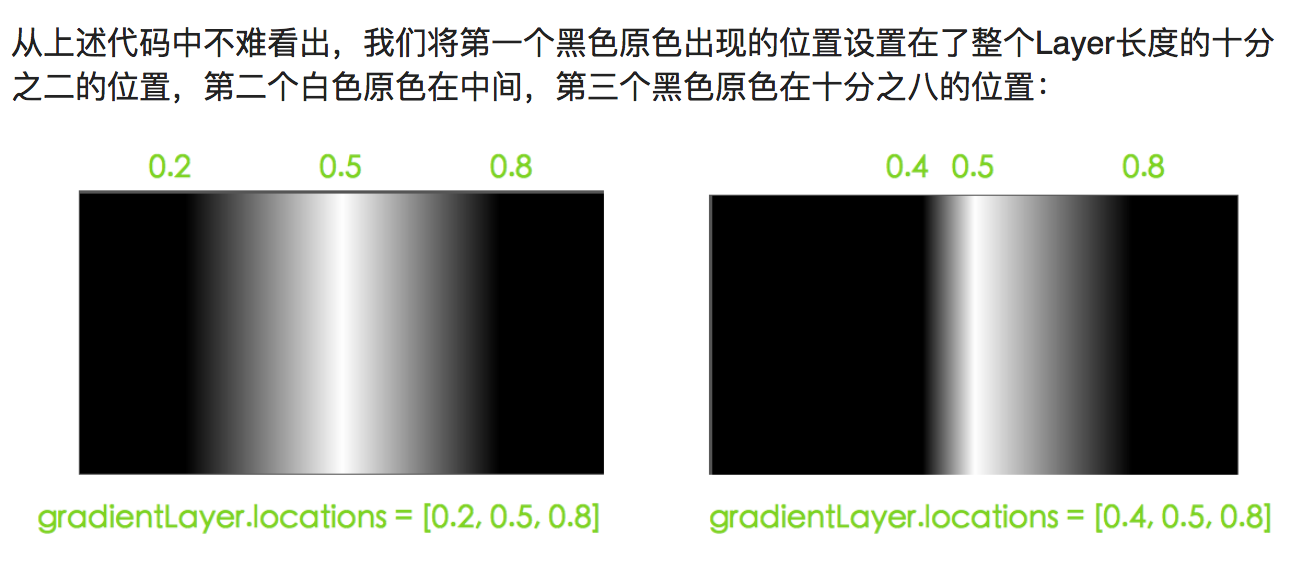 从上述代码中不难看出，我们将第一个黑色原色出现的位置设置在了整个Layer长度的十分
之二的位置，第二个白色原色在中间，第三个黑色原色在十分之八的位置：
0.2 0.5 0.8
0.4 0.5 0.8
gradientLayer.locations = [0.2, 0.5, 0.8]
gradientLayer.locations = [0.4, 0.5, 0.8]